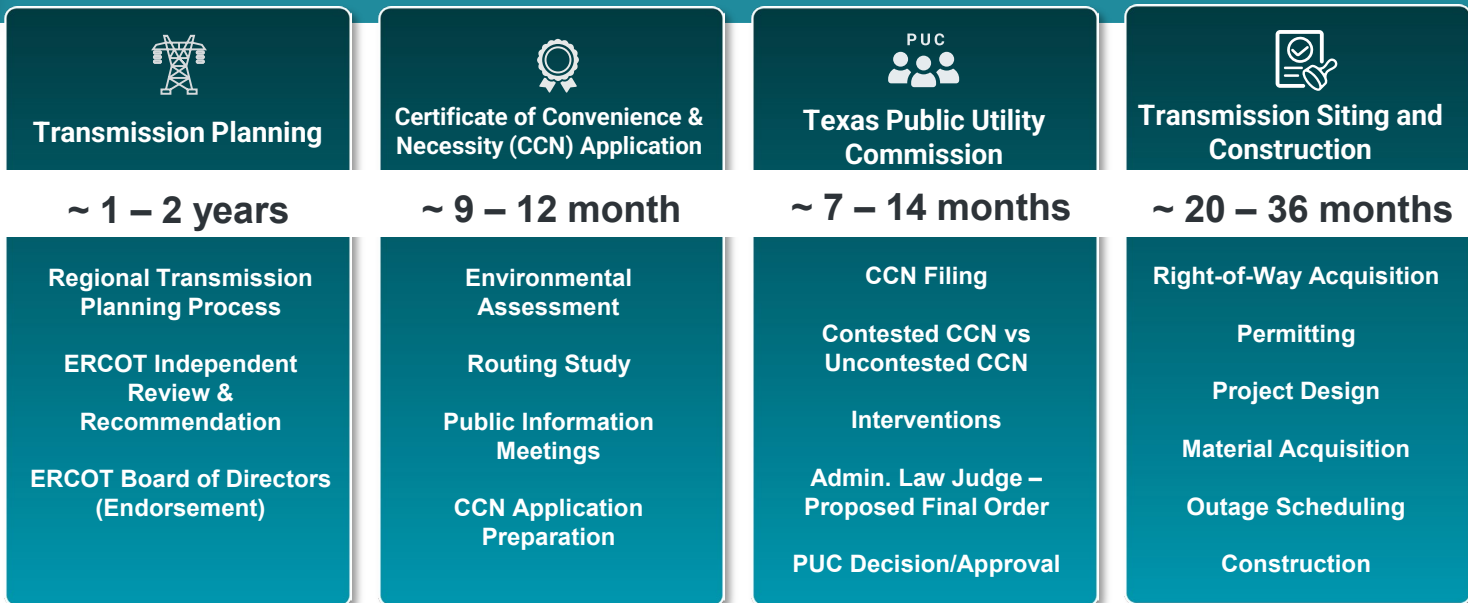 Transmission Planning
~ 1 – 2 years
Regional Transmission
Planning Process
ERCOT Independent
Review &
Recommendation
ERCOT Board of Directors
(Endorsement)
Certificate of Convenience &
Necessity (CCN) Application
~ 9 – 12 month
Environmental
Assessment
Routing Study
Public Information
Meetings
CCN Application
Preparation
PUC
Texas Public Utility
Commission
~ 7 – 14 months
CCN Filing
Contested CCN vs
Uncontested CCN
Interventions
Admin. Law Judge –
Proposed Final Order
PUC Decision/Approval
Transmission Siting and
Construction
~ 20 – 36 months
Right-of-Way Acquisition
Permitting
Project Design
Material Acquisition
Outage Scheduling
Construction